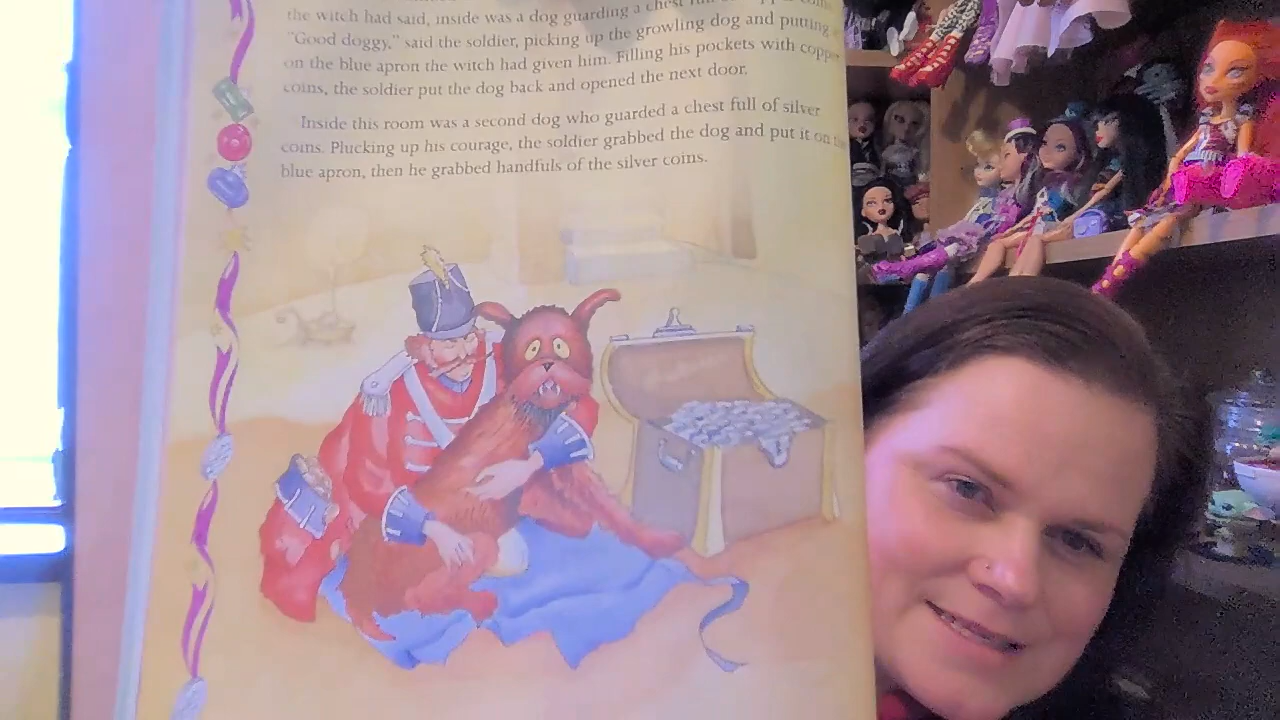 the witch had said, inside was a dog guarding a chest full
"Good doggy," said the soldier, picking up the growling dog and putting
on the blue apron the witch had given him. Filling his pockets with copper
coins, the soldier put the dog back and opened the next door.
Inside this room was a second dog who guarded a chest full of silver
coins. Plucking up his courage, the soldier grabbed the dog and put it on
blue apron, then he grabbed handfuls of the silver coins.